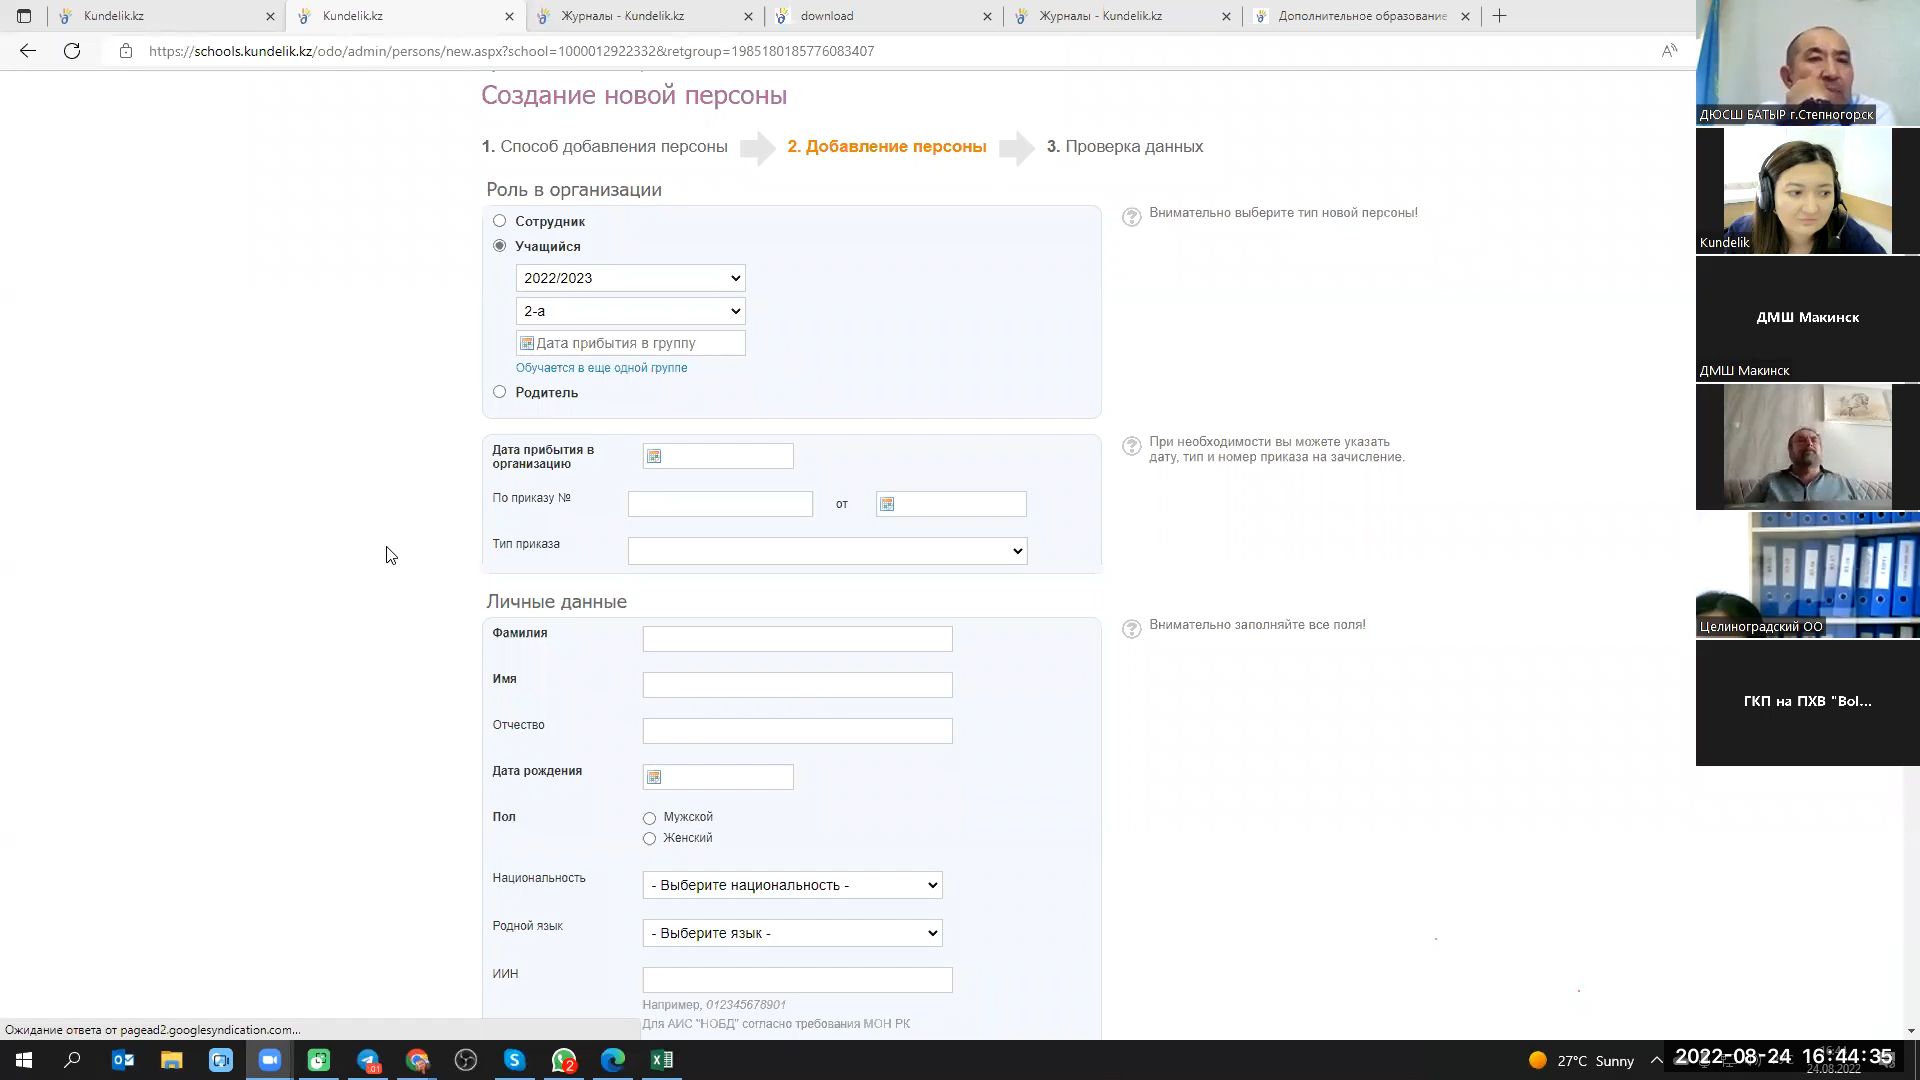 Kundelik.kz
Kundelik.kz
Журналы - Kundelik.kz
download
Журналы - Kundelik.kz
Дополнительное образование
https://schools.kundelik.kz/odo/admin/persons/new.aspx?school=1000012922332&retgroup=1985180185776083407
Создание новой персоны
1. Способ добавления персоны
2. Добавление персоны
3. Проверка данных
Роль в организации
Сотрудник
Внимательно выберите тип новой персоны!
Учащийся
2022/2023
2-а
Дата прибытия в группу
Обучается в еще одной группе
Родитель
Дата прибытия в
организацию
При необходимости вы можете указать
дату, тип и номер приказа на зачисление.
По приказу №
от
Тип приказа
Личные данные
Фамилия
Внимательно заполняйте все поля!
Имя
Отчество
Дата рождения
Пол
Мужской
Женский
Национальность
- Выберите национальность -
Родной язык
- Выберите язык -
ИИН
Например, 012345678901
Для АИС "НОБД" согласно требования МОН РК
Ожидание ответа от pagead2.googlesyndication.com...
ДЮСШ БАТЫР г.Степногорск
Kundelik
ДМШ Макинск
ДМШ Макинск
Целиноградский ОО
ГКП на ПХВ "Bol...
27°C Sunny
2022-08-24 16:44:35
24.08.2022